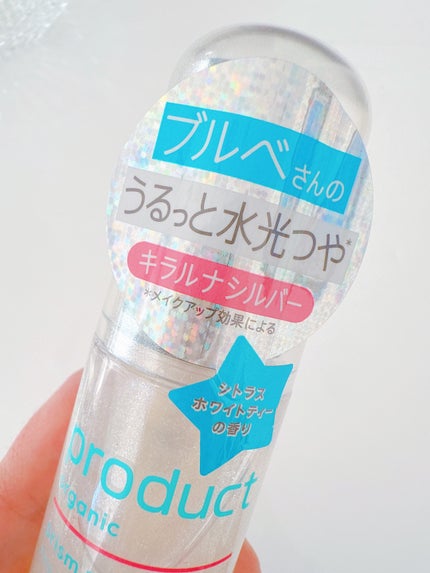 ブルベさんの
うるっと水光つや*
キラルナシルバー
*メイクアップ効果による
シトラス
ホワイトティー
の香り
product
organic